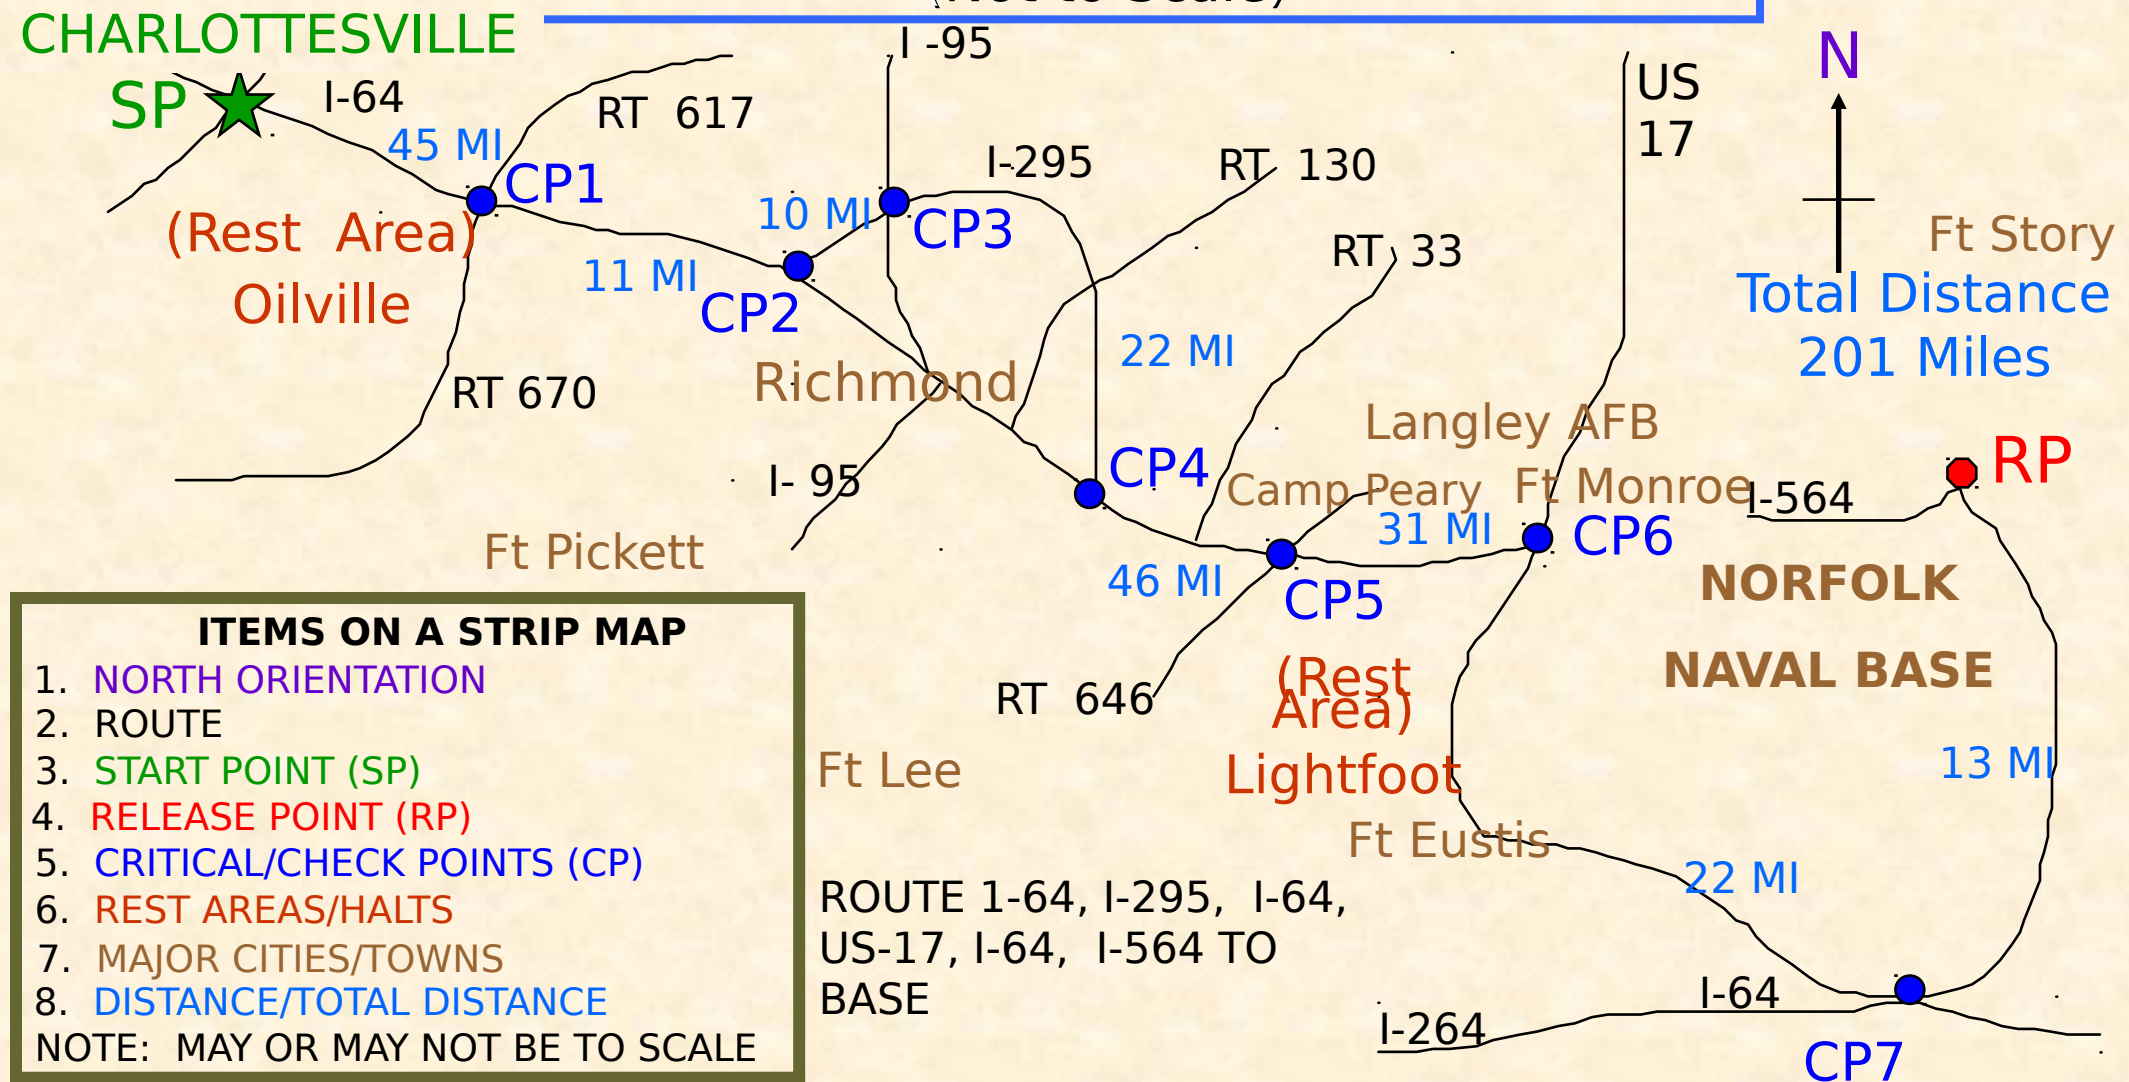 (Not to Scale)
CHARLOTTESVILLE
SP
I-64
45 MI
CP1
RT 617
I -95
I-295
RT 130
RT 33
US
17
N
(Rest Area)
Oilville
11 MI
10 MI
CP2
CP3
Ft Story
Total Distance
201 Miles
22 MI
Richmond
RT 670
I- 95
CP4
Langley AFB
Camp Peary
Ft Monroe
I-564
RP
31 MI
CP6
Ft Pickett
46 MI
CP5
NORFOLK
NAVAL BASE
RT 646
(Rest
Area)
Lightfoot
Ft Lee
13 MI
Ft Eustis
22 MI
ROUTE 1-64, I-295, I-64,
US-17, I-64, I-564 TO
BASE
I-64
I-264
CP7
ITEMS ON A STRIP MAP
1. NORTH ORIENTATION
2. ROUTE
3. START POINT (SP)
4. RELEASE POINT (RP)
5. CRITICAL/CHECK POINTS (CP)
6. REST AREAS/HALTS
7. MAJOR CITIES/TOWNS
8. DISTANCE/TOTAL DISTANCE
NOTE: MAY OR MAY NOT BE TO SCALE